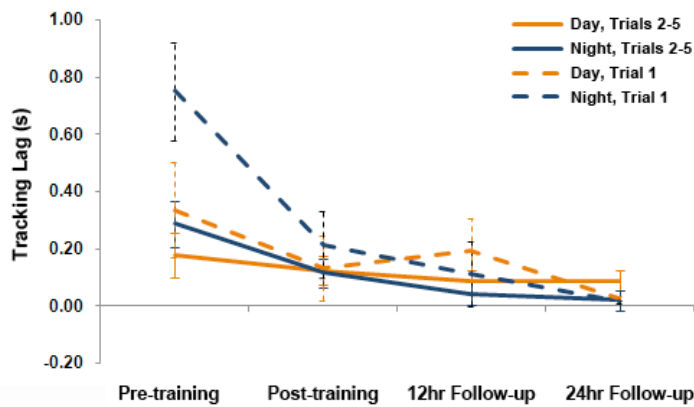 1.00
0.80
0.60
0.40
0.20
0.00
-0.20
Tracking Lag (s)
Day, Trials 2-5
Night, Trials 2-5
Day, Trial 1
Night, Trial 1
Pre-training Post-training 12hr Follow-up 24hr Follow-up